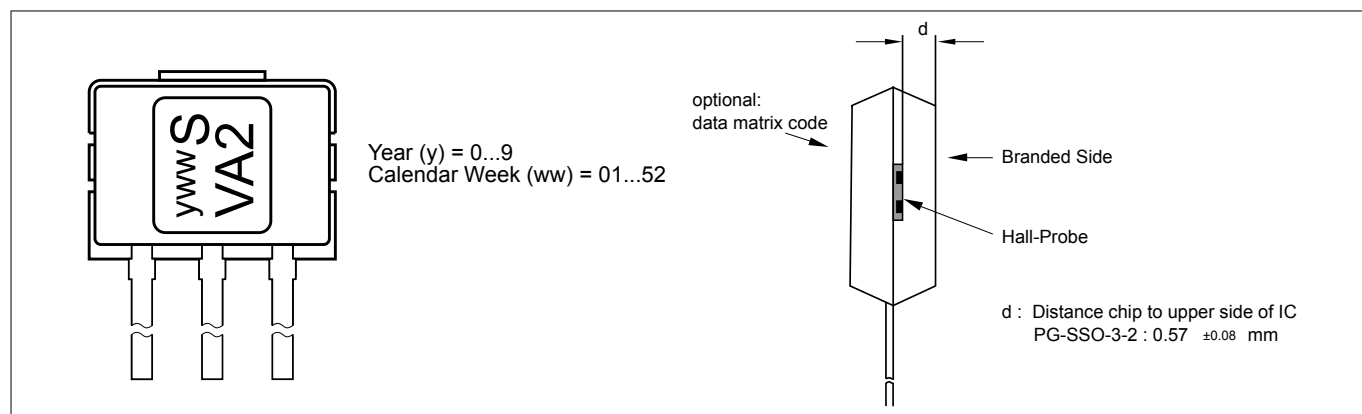 ywwS
VA2
Year (y) = 0...9
Calendar Week (ww) = 01...52
d
optional:
data matrix code
Branded Side
Hall-Probe
d : Distance chip to upper side of IC
PG-SSO-3-2 : 0.57 ±0.08 mm